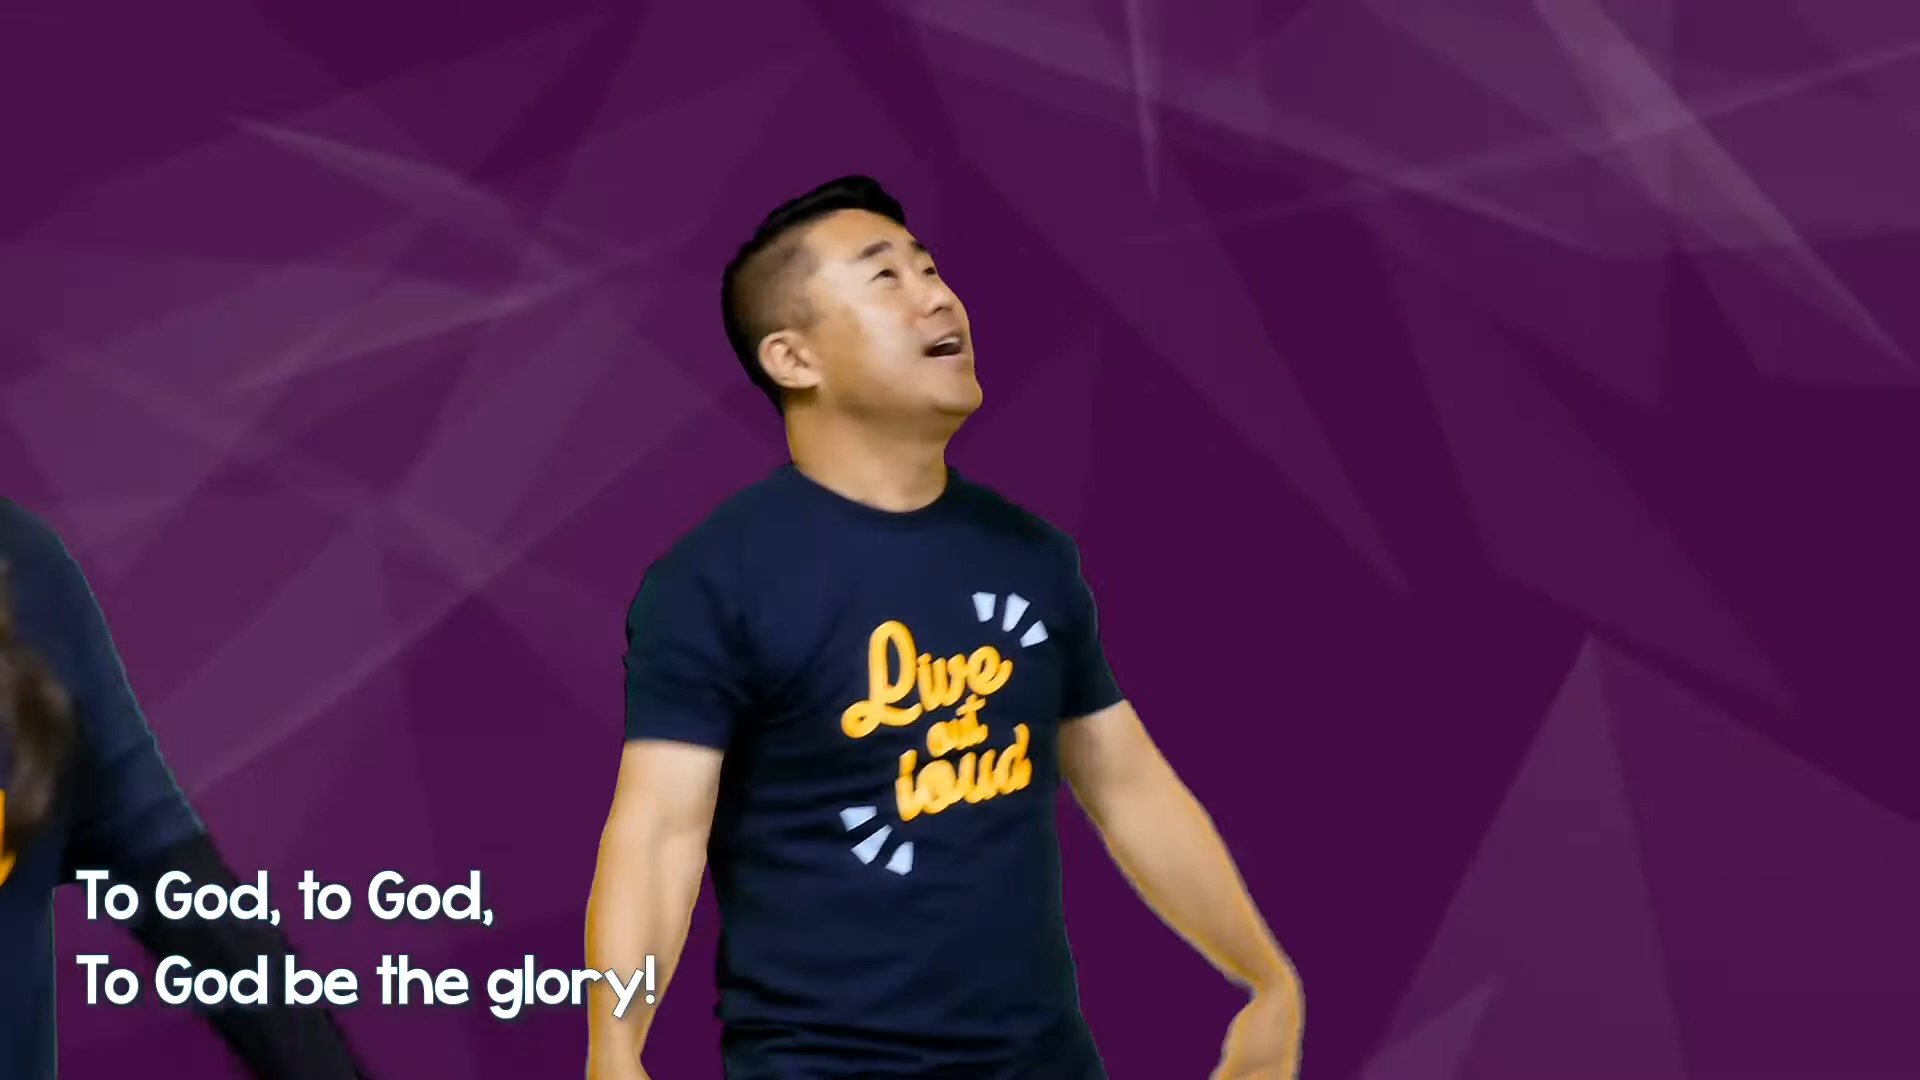 Live
out
loud
To God, to God,
To God be the glory!